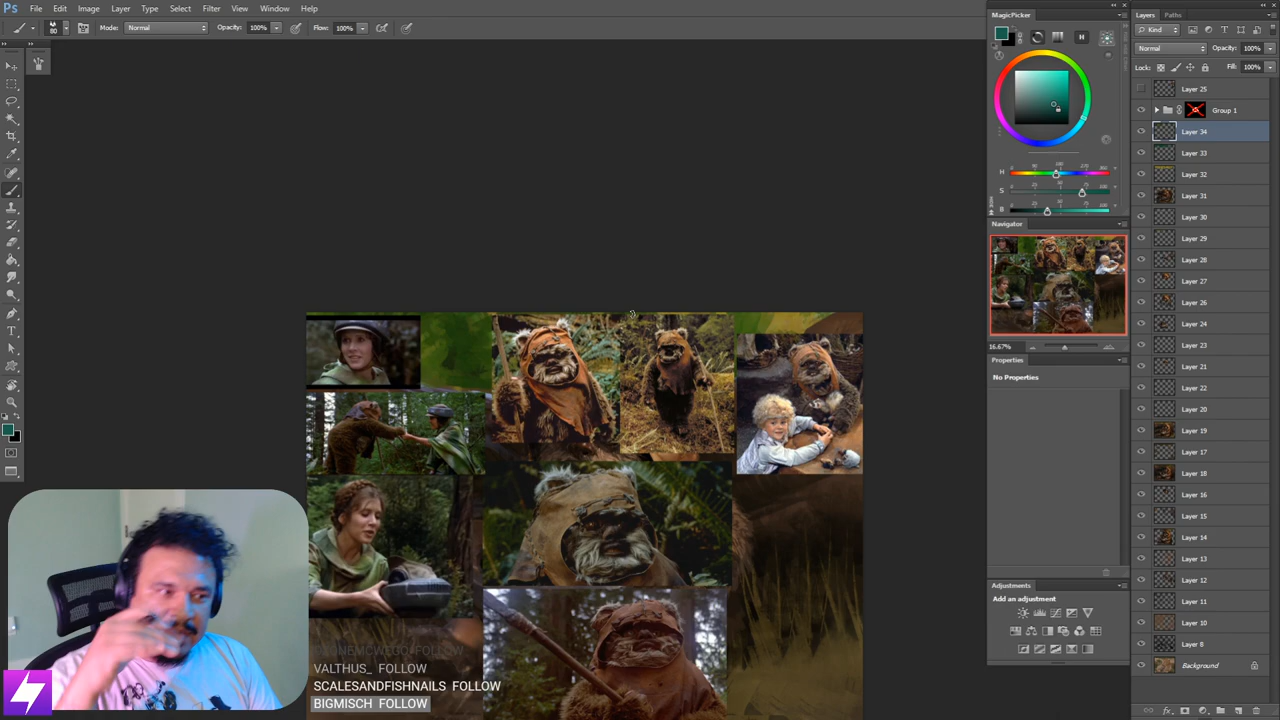 Ps File Edit Image Layer Type Select Filter View Window Help
80 Mode: Normal Opacity: 100% Flow: 100%
MagicPicker
H
H
S
B
Navigator
16.67%
Properties
No Properties
Adjustments
Add an adjustment
Layers Paths
Kind
Normal Opacity: 100%
Lock: Fill: 100%
Layer 25
Group 1
Layer 34
Layer 33
Layer 32
Layer 31
Layer 30
Layer 29
Layer 28
Layer 27
Layer 26
Layer 24
Layer 23
Layer 21
Layer 22
Layer 20
Layer 19
Layer 17
Layer 18
Layer 16
Layer 15
Layer 14
Layer 13
Layer 12
Layer 11
Layer 10
Layer 8
Background
FOLLOW
VALTHUS_ FOLLOW
SCALESANDFISHNAILS FOLLOW
BIGMISCH FOLLOW